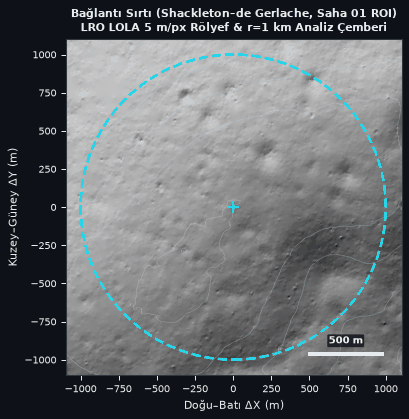 Bağlantı Sırtı (Shackleton–de Gerlache, Saha 01 ROI)
LRO LOLA 5 m/px Rölyef & r=1 km Analiz Çemberi
Kuzey–Güney ΔY (m)
1000
750
500
250
0
−250
−500
−750
−1000
500 m
−1000 −750 −500 −250 0 250 500 750 1000
Doğu–Batı ΔX (m)